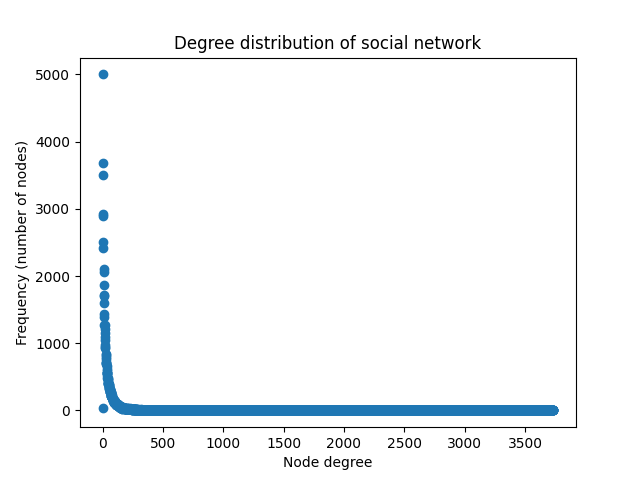 Degree distribution of social network
Frequency (number of nodes)
5000
4000
3000
2000
1000
0
0 500 1000 1500 2000 2500 3000 3500
Node degree